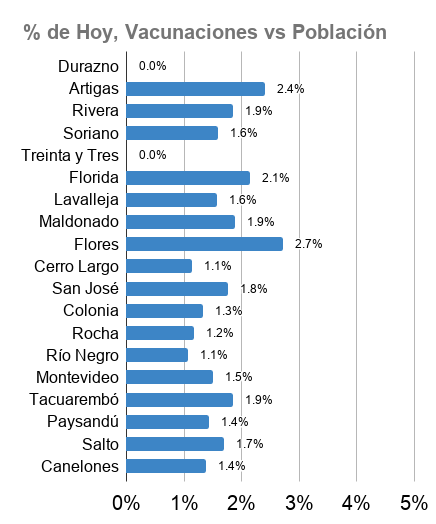 % de Hoy, Vacunaciones vs Población
Durazno 0.0%
Artigas 2.4%
Rivera 1.9%
Soriano 1.6%
Treinta y Tres 0.0%
Florida 2.1%
Lavalleja 1.6%
Maldonado 1.9%
Flores 2.7%
Cerro Largo 1.1%
San José 1.8%
Colonia 1.3%
Rocha 1.2%
Río Negro 1.1%
Montevideo 1.5%
Tacuarembó 1.9%
Paysandú 1.4%
Salto 1.7%
Canelones 1.4%
0% 1% 2% 3% 4% 5%